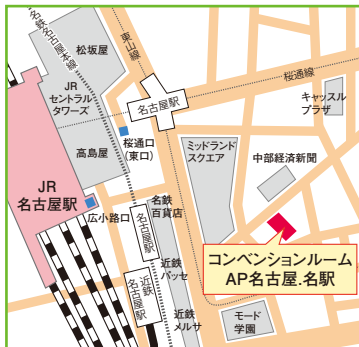 名鉄名古屋本線
松坂屋
東山線
JR
セントラル
タワーズ
名古屋駅
桜通線
キャッスル
プラザ
桜通口
(東口)
高島屋
ミッドランド
スクエア
中部経済新聞
JR
名古屋駅
広小路口
名鉄
百貨店
名鉄
名古屋駅
近鉄
パッセ
コンベンションルーム
AP名古屋.名駅
近鉄
名古屋駅
近鉄
メルサ
モード
学園